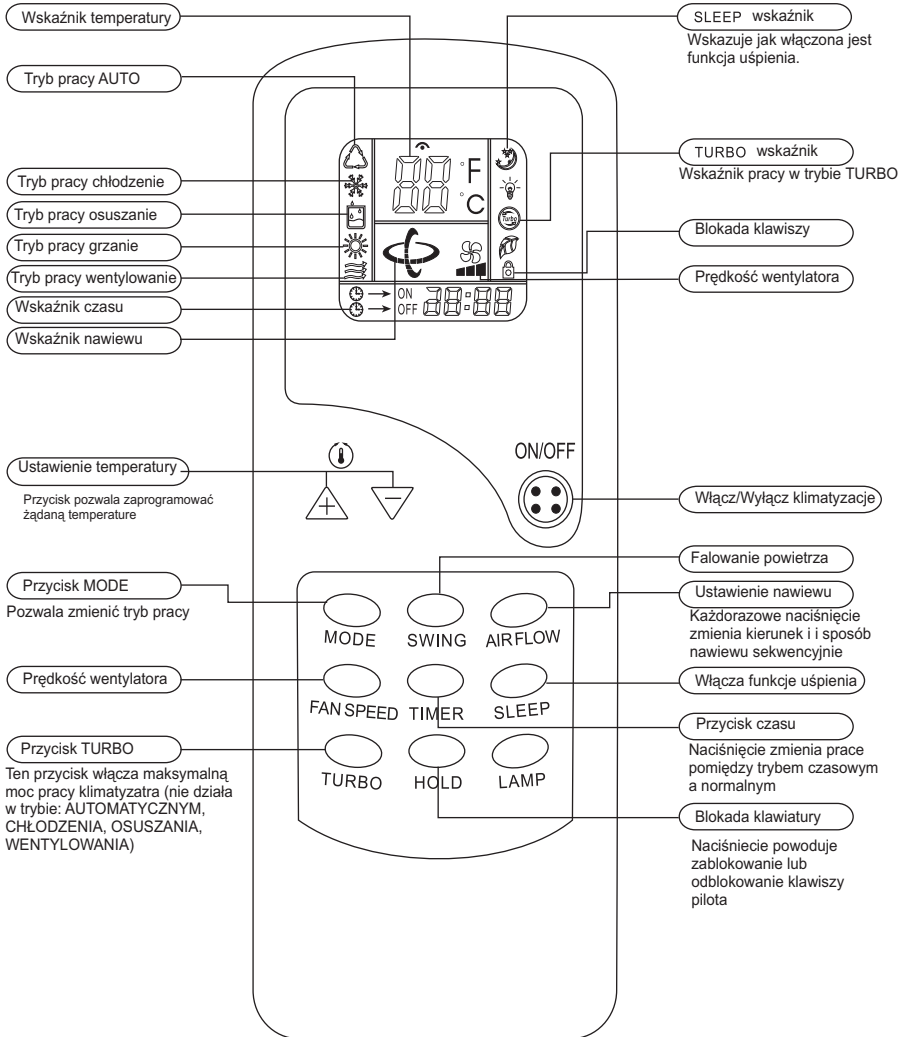 Wskaźnik temperatury
Tryb pracy AUTO
Tryb pracy chłodzenie
Tryb pracy osuszanie
Tryb pracy grzanie
Tryb pracy wentylowanie
Wskaźnik czasu
Wskaźnik nawiewu
SLEEP wskaźnik
Wskazuje jak włączona jest
funkcja uśpienia.
TURBO wskaźnik
Wskaźnik pracy w trybie TURBO
Blokada klawiszy
Prędkość wentylatora
88 °F
°C
Turbo
ON
OFF 88:88
Ustawienie temperatury
Przycisk pozwala zaprogramować
żądaną temperature
+ −
ON/OFF
Włącz/Wyłącz klimatyzacje
Przycisk MODE
Pozwala zmienić tryb pracy
Prędkość wentylatora
Przycisk TURBO
Ten przycisk włącza maksymalną
moc pracy klimatyzatra (nie działa
w trybie: AUTOMATYCZNYM,
CHŁODZENIA, OSUSZANIA,
WENTYLOWANIA)
MODE SWING AIRFLOW
FAN SPEED TIMER SLEEP
TURBO HOLD LAMP
Falowanie powietrza
Ustawienie nawiewu
Każdorazowe naciśnięcie
zmienia kierunek i i sposób
nawiewu sekwencyjnie
Włącza funkcje uśpienia
Przycisk czasu
Naciśnięcie zmienia prace
pomiędzy trybem czasowym
a normalnym
Blokada klawiatury
Naciśniecie powoduje
zablokowanie lub
odblokowanie klawiszy
pilota